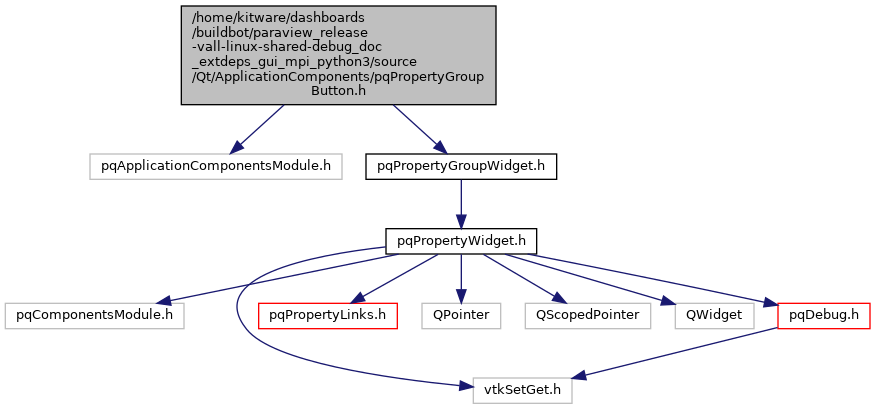 /home/kitware/dashboards
/buildbot/paraview_release
-vall-linux-shared-debug_doc
_extdeps_gui_mpi_python3/source
/Qt/ApplicationComponents/pqPropertyGroup
Button.h
pqApplicationComponentsModule.h
pqPropertyGroupWidget.h
pqPropertyWidget.h
pqComponentsModule.h
pqPropertyLinks.h
QPointer
QScopedPointer
QWidget
pqDebug.h
vtkSetGet.h